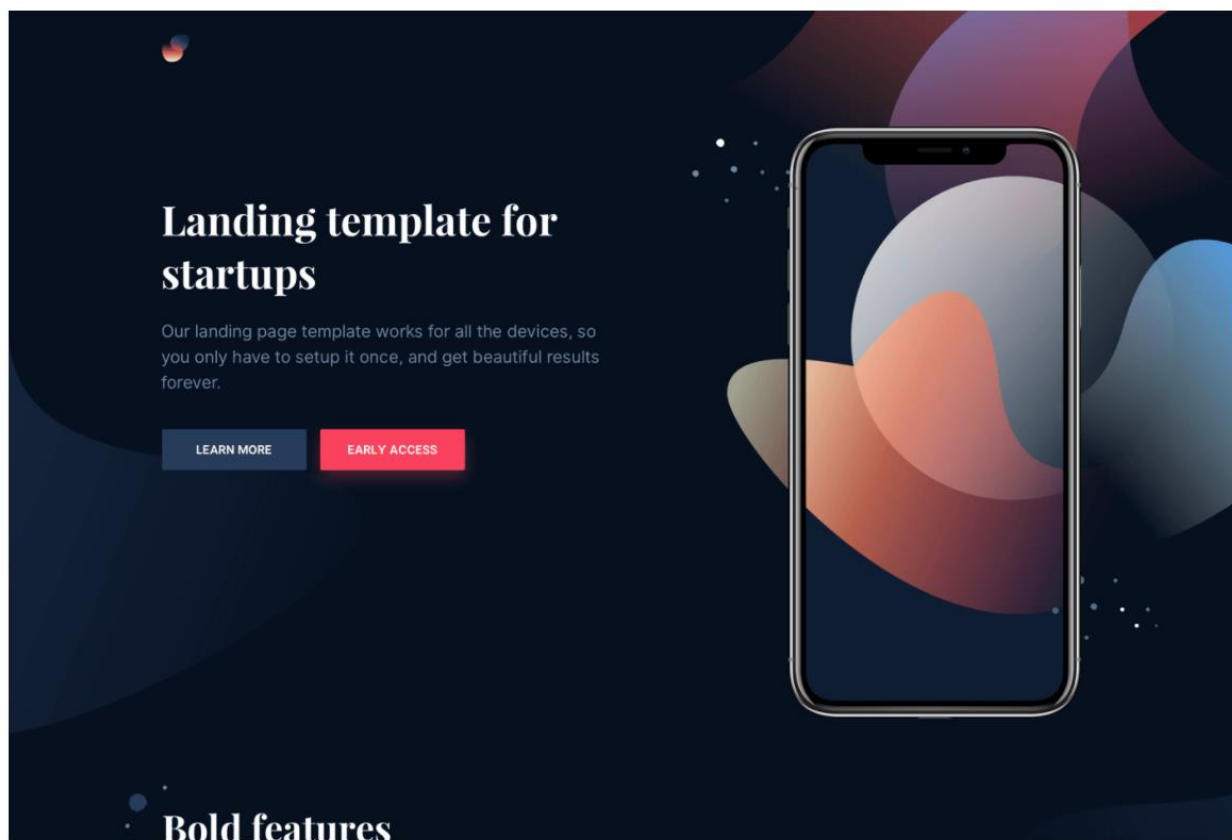 Landing template for
startups
Our landing page template works for all the devices, so
you only have to setup it once, and get beautiful results
forever.
LEARN MORE
EARLY ACCESS
Bold features